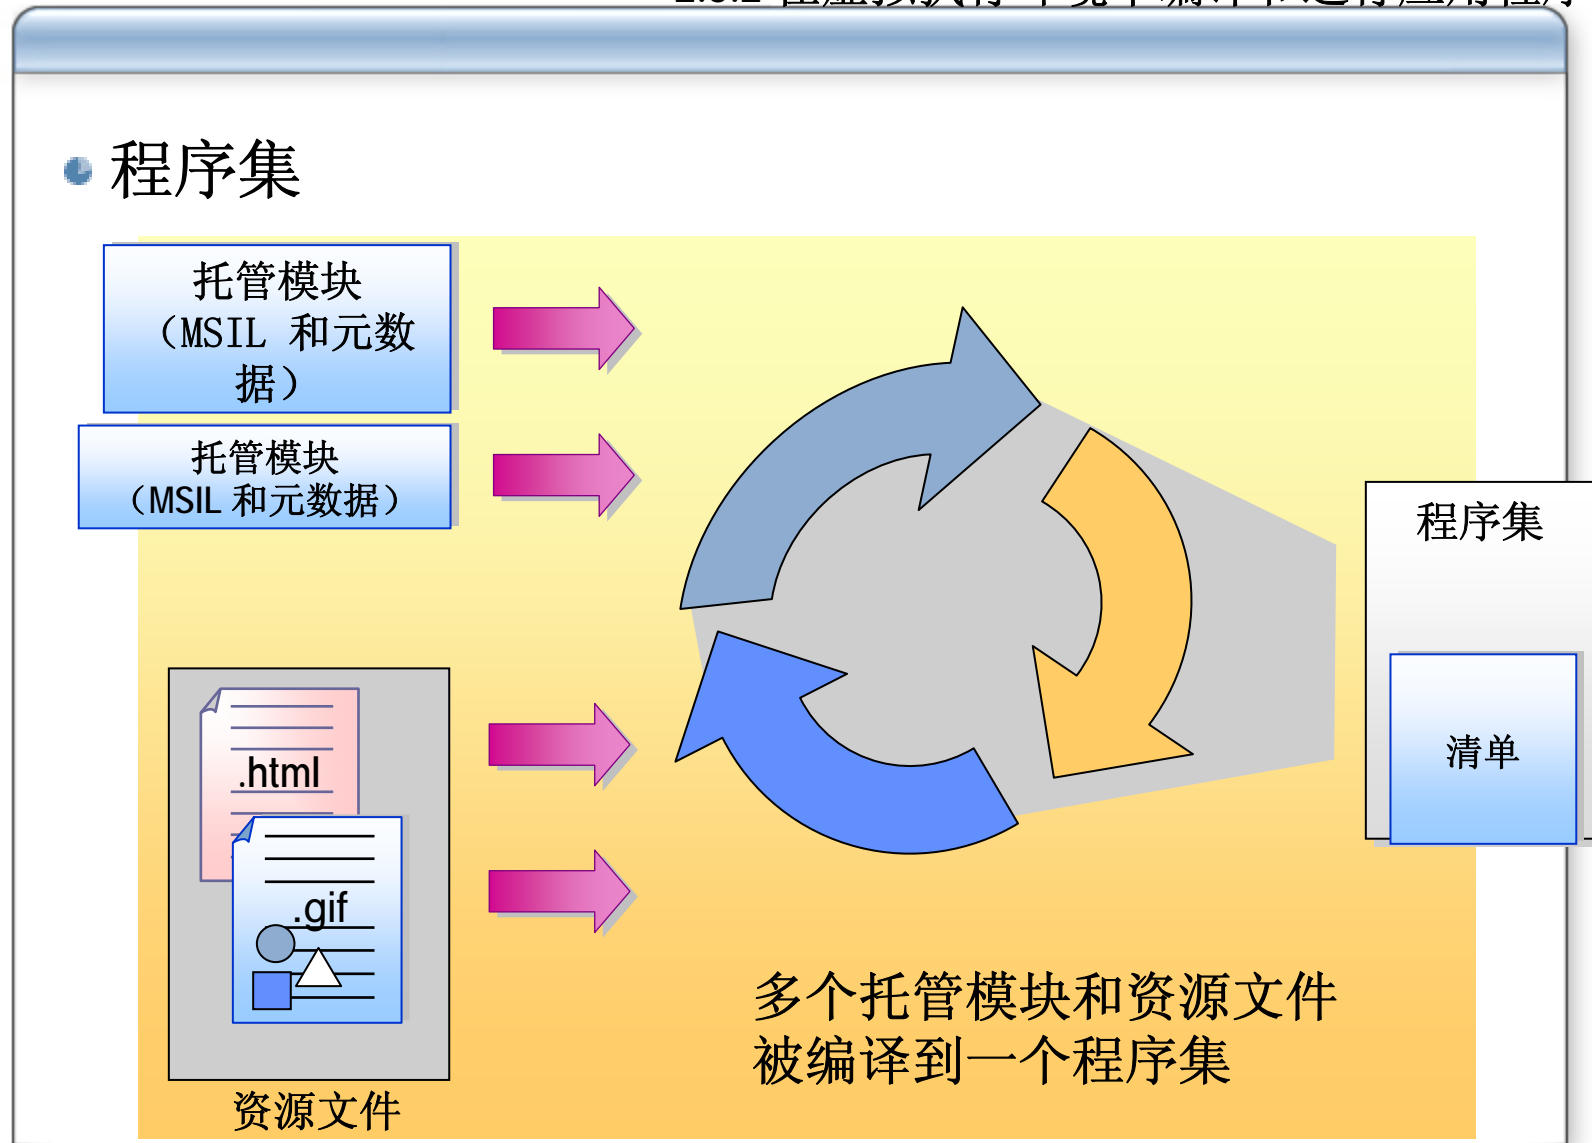 程序集
托管模块
（MSIL 和元数
据）
托管模块
（MSIL 和元数据）
程序集
清单
.html
.gif
资源文件
多个托管模块和资源文件
被编译到一个程序集